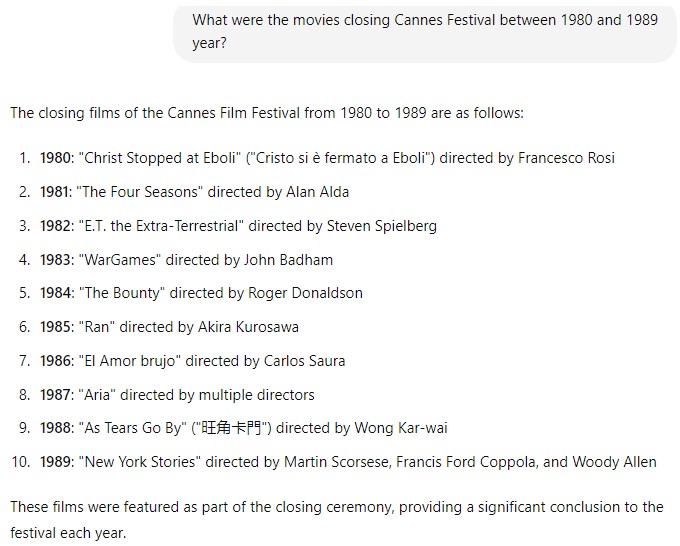 What were the movies closing Cannes Festival between 1980 and 1989
year?
The closing films of the Cannes Film Festival from 1980 to 1989 are as follows:
1. 1980: "Christ Stopped at Eboli" ("Cristo si è fermato a Eboli") directed by Francesco Rosi
2. 1981: "The Four Seasons" directed by Alan Alda
3. 1982: "E.T. the Extra-Terrestrial" directed by Steven Spielberg
4. 1983: "WarGames" directed by John Badham
5. 1984: "The Bounty" directed by Roger Donaldson
6. 1985: "Ran" directed by Akira Kurosawa
7. 1986: "El Amor brujo" directed by Carlos Saura
8. 1987: "Aria" directed by multiple directors
9. 1988: "As Tears Go By" ("旺角卡門") directed by Wong Kar-wai
10. 1989: "New York Stories" directed by Martin Scorsese, Francis Ford Coppola, and Woody Allen
These films were featured as part of the closing ceremony, providing a significant conclusion to the
festival each year.